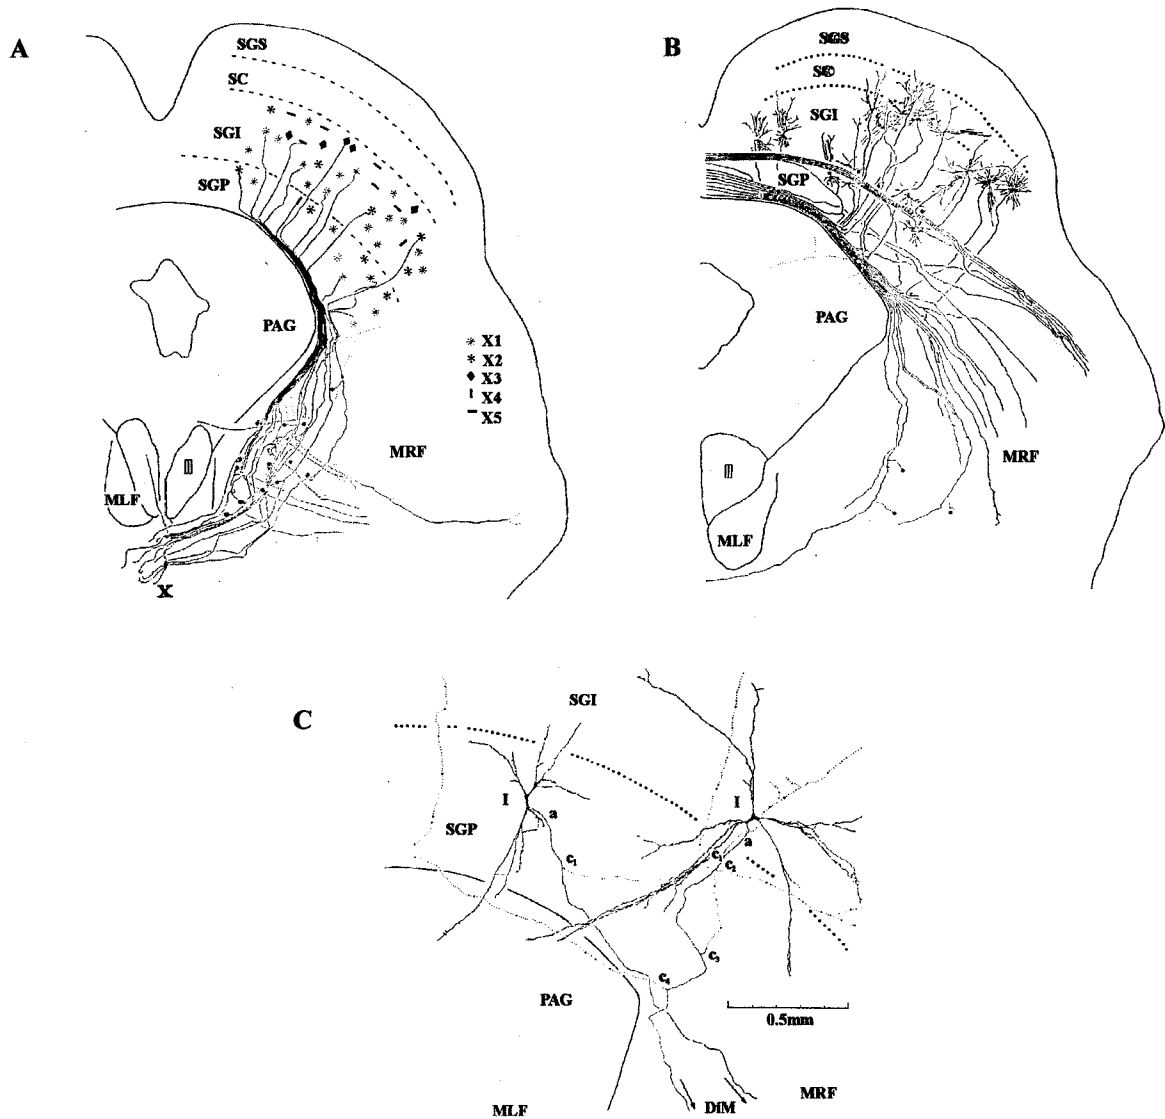 A
SGS
SC
SGI
SGP
PAG
X1
X2
X3
X4
X5
MRF
III
MLF
X
B
SGS
SC
SGI
SGP
PAG
MRF
III
MLF
C
SGI
I
a
SGP
c1
I
a
c1
c2
c3
c4
PAG
0.5mm
MLF
DiM
MRF